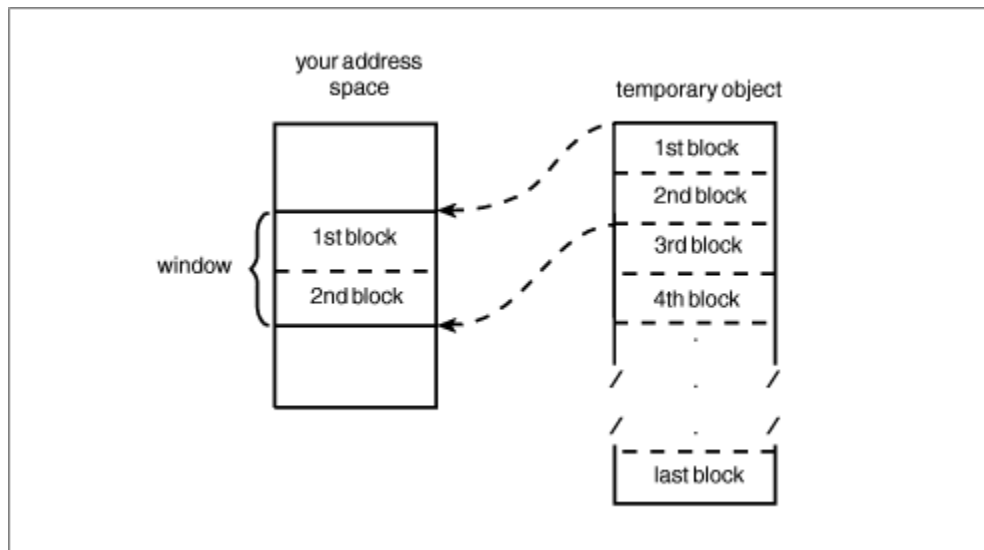 your address
space
temporary object
window
1st block
2nd block
1st block
2nd block
3rd block
4th block
last block